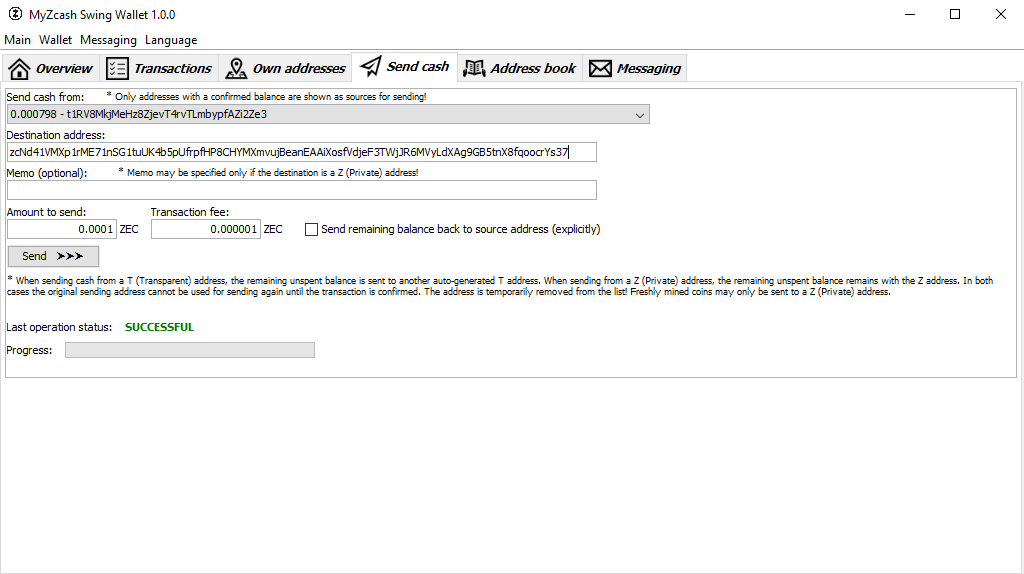 MyZcash Swing Wallet 1.0.0
Main Wallet Messaging Language
Overview Transactions Own addresses Send cash Address book Messaging
Send cash from: * Only addresses with a confirmed balance are shown as sources for sending!
0.000798 - t1RV8MkjMeHz8ZjevT4rvTLmbypfAZi2Ze3
Destination address:
zcNd41VMXp1rME71nSG1tuUK4b5pUfrpfHP8CHYMXmvujBeanEAAiXosfVdjeF3TWjJR6MVyLdXAg9GB5tnX8fqoocrYs37
Memo (optional): * Memo may be specified only if the destination is a Z (Private) address!
Amount to send: Transaction fee:
0.0001 ZEC 0.000001 ZEC Send remaining balance back to source address (explicitly)
Send
* When sending cash from a T (Transparent) address, the remaining unspent balance is sent to another auto-generated T address. When sending from a Z (Private) address, the remaining unspent balance remains with the Z address. In both
cases the original sending address cannot be used for sending again until the transaction is confirmed. The address is temporarily removed from the list! Freshly mined coins may only be sent to a Z (Private) address.
Last operation status: SUCCESSFUL
Progress: